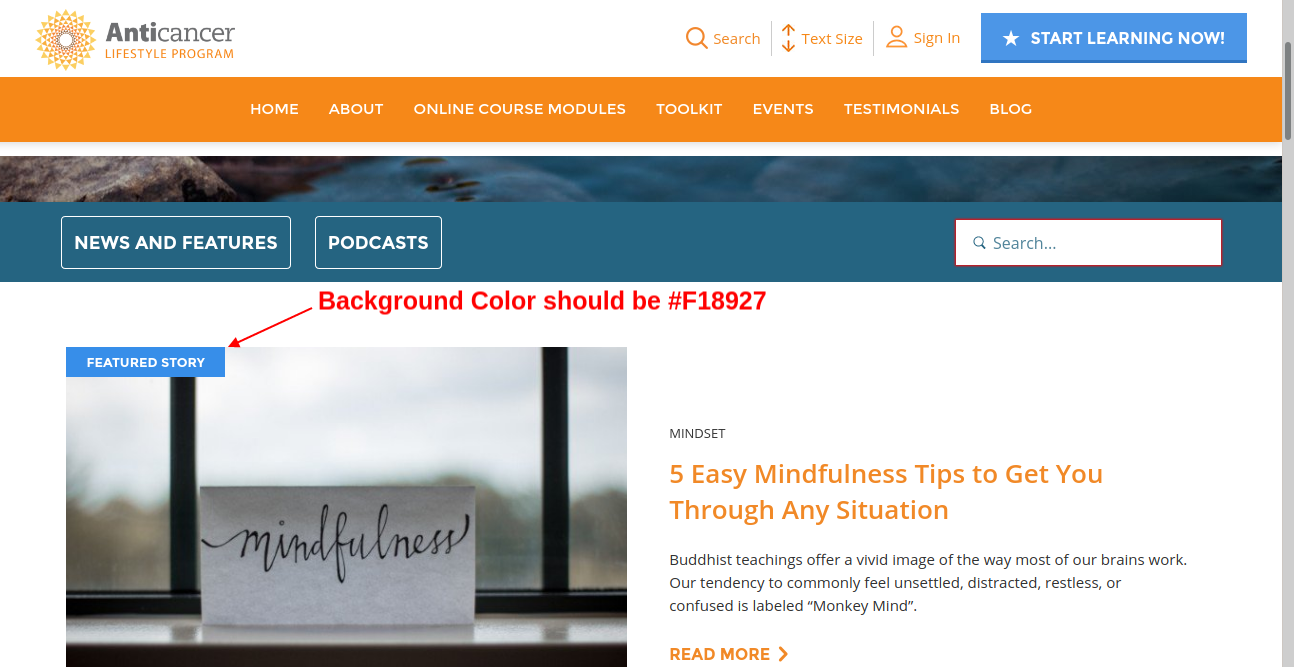 Anticancer
LIFESTYLE PROGRAM
Search
Text Size
Sign In
START LEARNING NOW!
HOME ABOUT ONLINE COURSE MODULES TOOLKIT EVENTS TESTIMONIALS BLOG
NEWS AND FEATURES
PODCASTS
Search...
Background Color should be #F18927
FEATURED STORY
mindfulness
MINDSET
5 Easy Mindfulness Tips to Get You
Through Any Situation
Buddhist teachings offer a vivid image of the way most of our brains work.
Our tendency to commonly feel unsettled, distracted, restless, or
confused is labeled “Monkey Mind”.
READ MORE